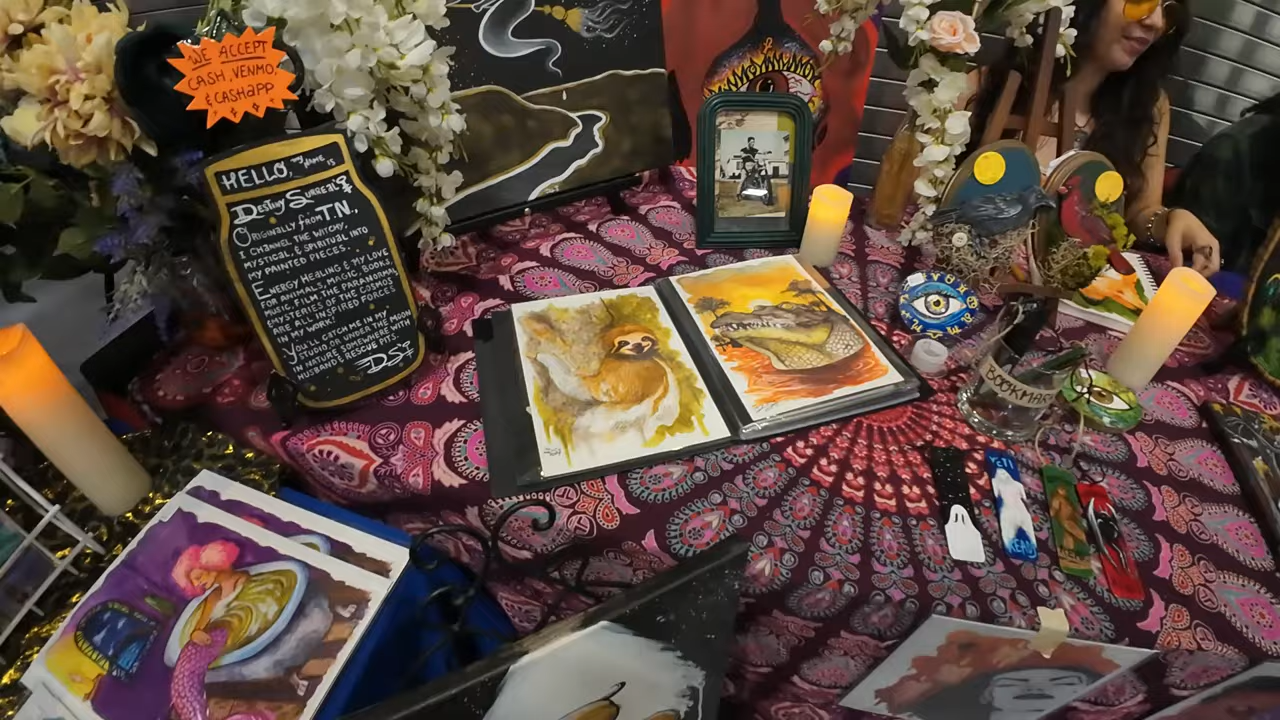 WE ACCEPT
CASH, VENMO,
& CASHAPP
HELLO, MY NAME IS
DESTINY SURREAL
ORIGINALLY FROM T.N.,
I CHANNEL THE WITCHY,
MYSTICAL, & SPIRITUAL INTO
MY PAINTED PIECES.
ENERGY HEALING & MY LOVE
FOR ANIMALS, MAGIC, BOOKS,
MUSIC, FILM, THE PARANORMAL
& MYSTERIES OF THE COSMOS
ARE ALL INSPIRED FORCES
IN MY WORK!
YOU'LL CATCH ME IN MY
STUDIO OR UNDER THE MOON
IN NATURE, SOMEWHERE WITH
HUSBAND & RESCUE PITS.
DS
BOOKMARK
YETI
READ